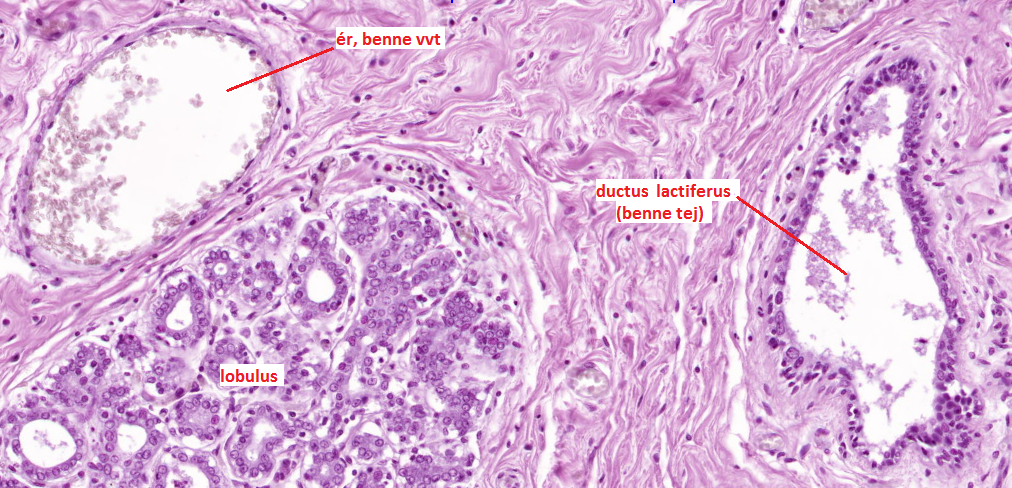 ér, benne vvt
ductus lactiferus
(benne tej)
lobulus